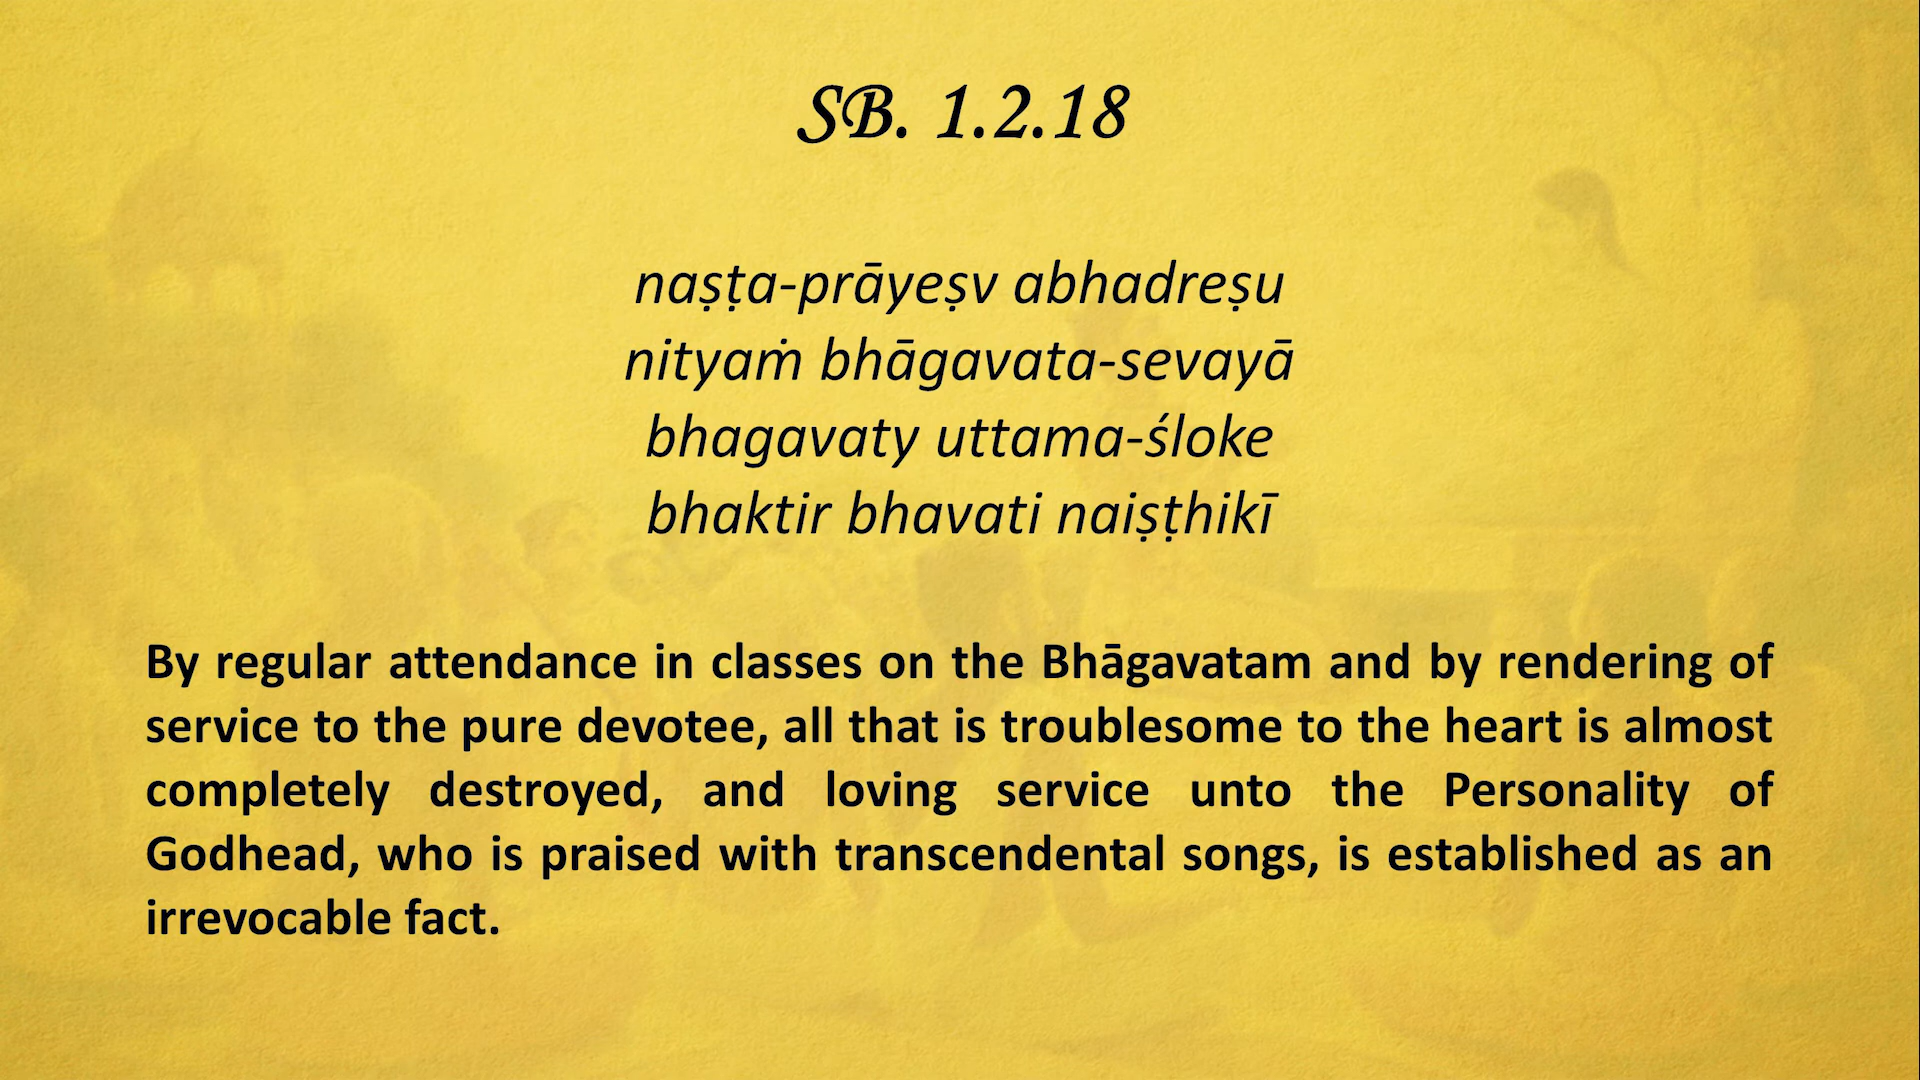 SB. 1.2.18
naṣṭa-prāyeṣv abhadreṣu
nityaṁ bhāgavata-sevayā
bhagavaty uttama-śloke
bhaktir bhavati naiṣṭhikī
By regular attendance in classes on the Bhāgavatam and by rendering of
service to the pure devotee, all that is troublesome to the heart is almost
completely destroyed, and loving service unto the Personality of
Godhead, who is praised with transcendental songs, is established as an
irrevocable fact.